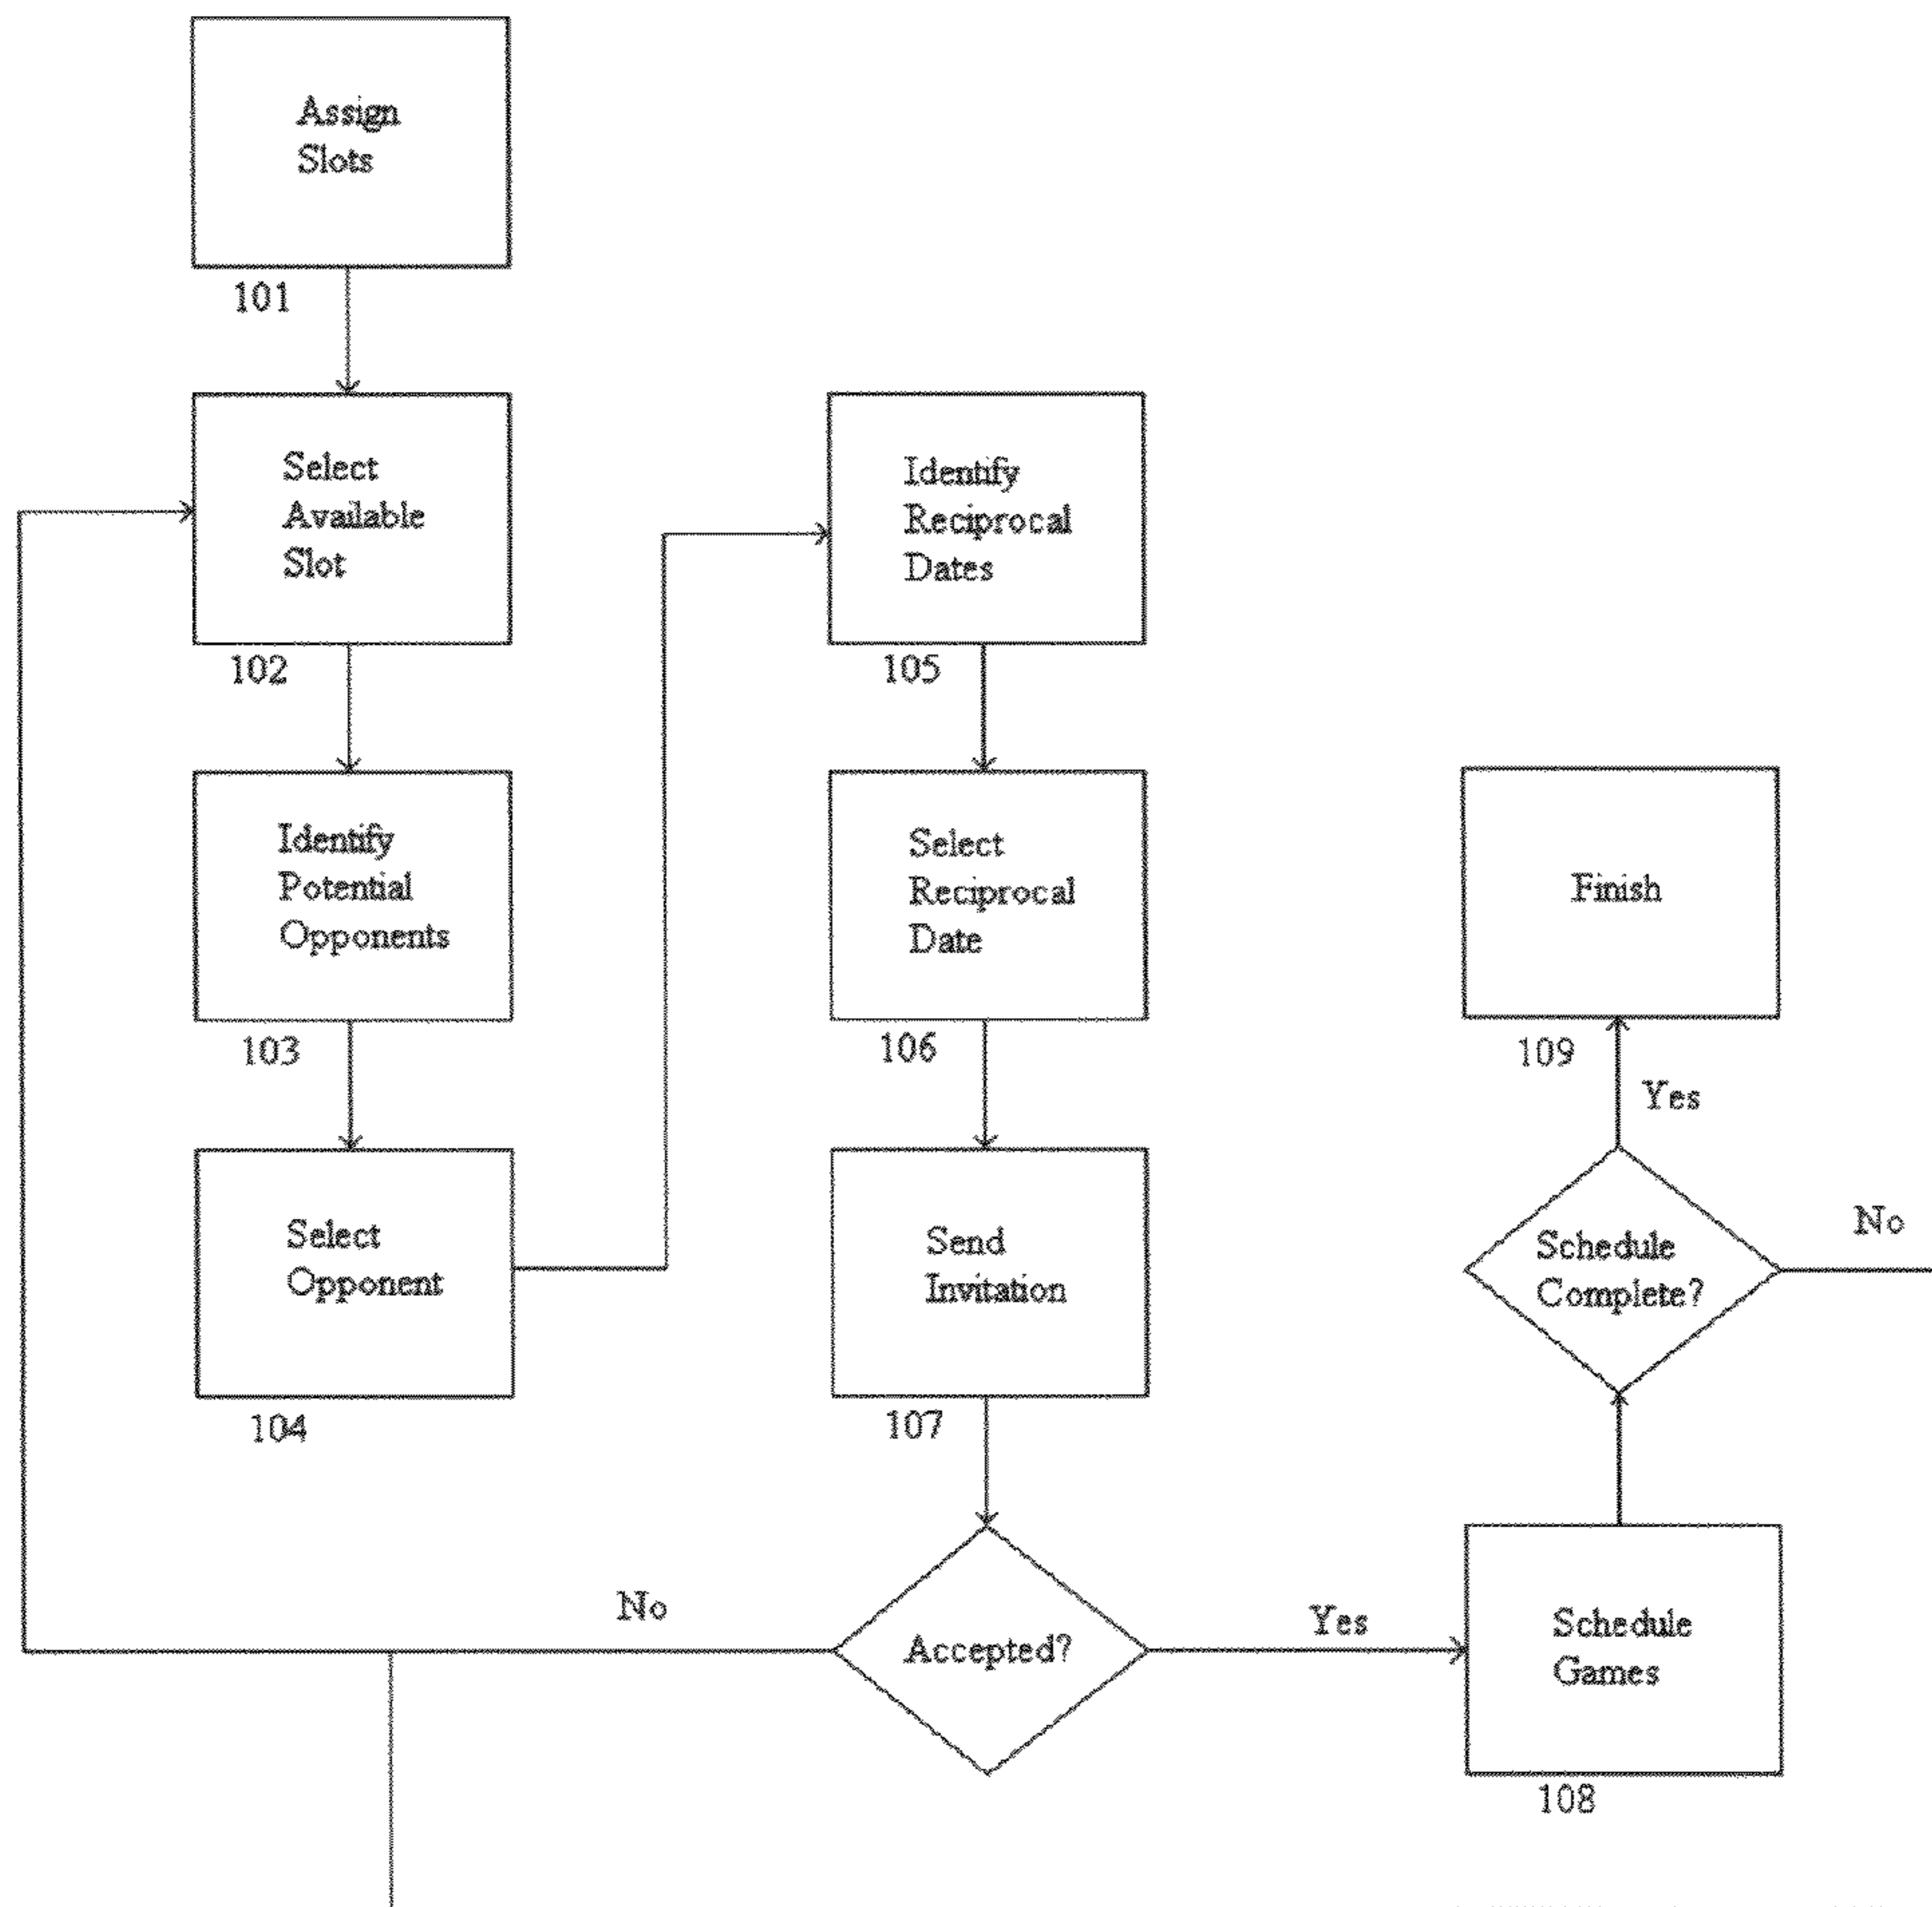 Assign
Slots
101
Select
Available
Slot
102
Identify
Potential
Opponents
103
Select
Opponent
104
Identify
Reciprocal
Dates
105
Select
Reciprocal
Date
106
Send
Invitation
107
Accepted?
No
Yes
Schedule
Games
108
Schedule
Complete?
No
Yes
Finish
109